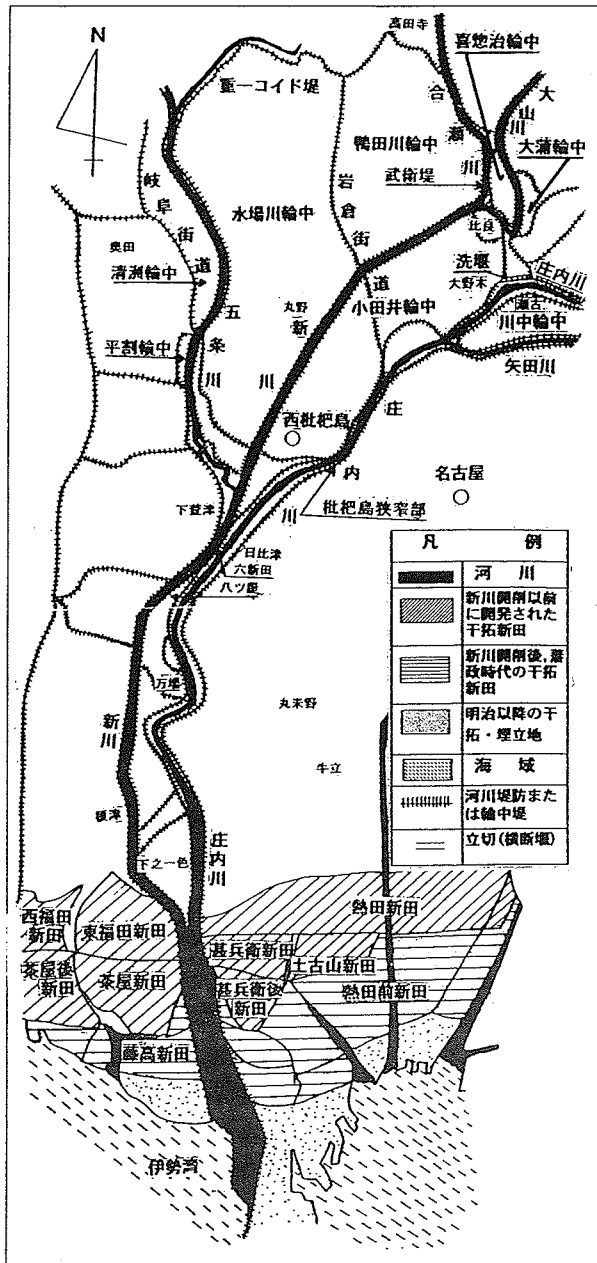 N
高田寺
喜惣治輪中
重一コイド堤
合瀬川
大山川
鴨田川輪中
大蒲輪中
武衛堤
岐阜街道
岩倉街道
水場川輪中
比良
奥田
洗堰
庄内川
清洲輪中
大野木
五条川
丸野
小田井輪中
瀬古
川中輪中
新川
平割輪中
矢田川
西枇杷島
庄内川
名古屋
枇杷島狭窄部
下萱津
日比津
六新田
八ツ屋
万場
新川
丸米野
牛立
榎津
庄内川
下之一色
凡例
河川
新川開削以前
に開発された
干拓新田
新川開削後,藩
政時代の干拓
新田
明治以降の干
拓・埋立地
海域
河川堤防また
は輪中堤
立切(横断堰)
西福田
新田
東福田新田
熱田新田
甚兵衛新田
土古山新田
茶屋後
新田
茶屋新田
甚兵衛後
新田
熱田前新田
藤高新田
伊勢湾